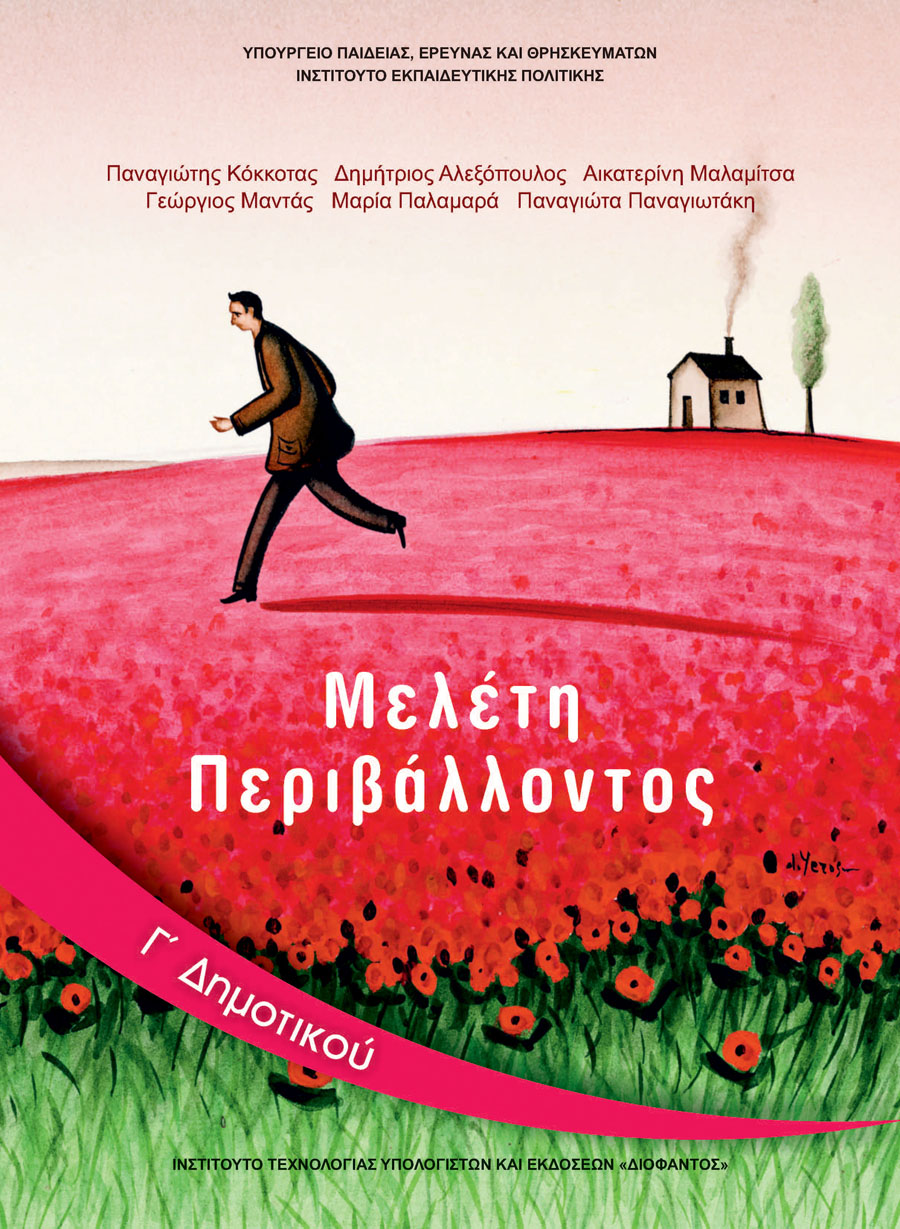 ΥΠΟΥΡΓΕΙΟ ΠΑΙΔΕΙΑΣ, ΕΡΕΥΝΑΣ ΚΑΙ ΘΡΗΣΚΕΥΜΑΤΩΝ
ΙΝΣΤΙΤΟΥΤΟ ΕΚΠΑΙΔΕΥΤΙΚΗΣ ΠΟΛΙΤΙΚΗΣ
Παναγιώτης Κόκκοτας Δημήτριος Αλεξόπουλος Αικατερίνη Μαλαμίτσα
Γεώργιος Μαντάς Μαρία Παλαμαρά Παναγιώτα Παναγιωτάκη
Μελέτη
Περιβάλλοντος
Γ΄ Δημοτικού
ΙΝΣΤΙΤΟΥΤΟ ΤΕΧΝΟΛΟΓΙΑΣ ΥΠΟΛΟΓΙΣΤΩΝ ΚΑΙ ΕΚΔΟΣΕΩΝ «ΔΙΟΦΑΝΤΟΣ»